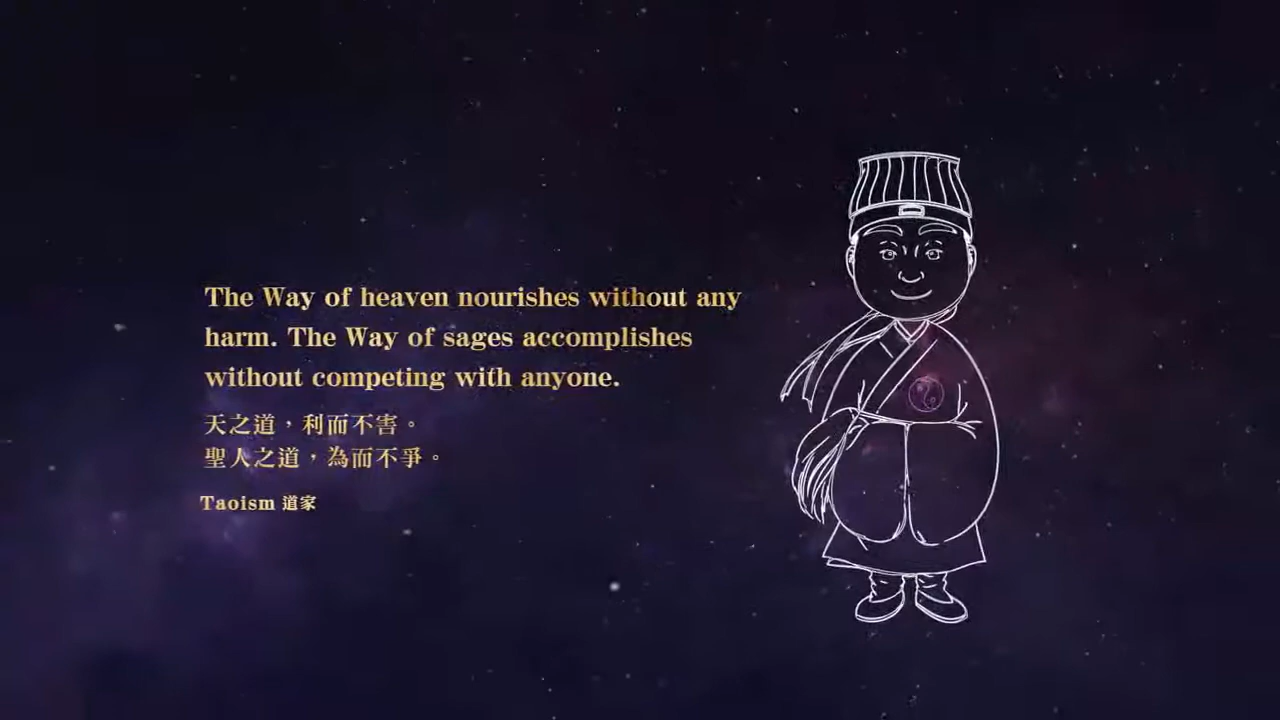 The Way of heaven nourishes without any
harm. The Way of sages accomplishes
without competing with anyone.
天之道，利而不害。
聖人之道，為而不爭。
Taoism 道家